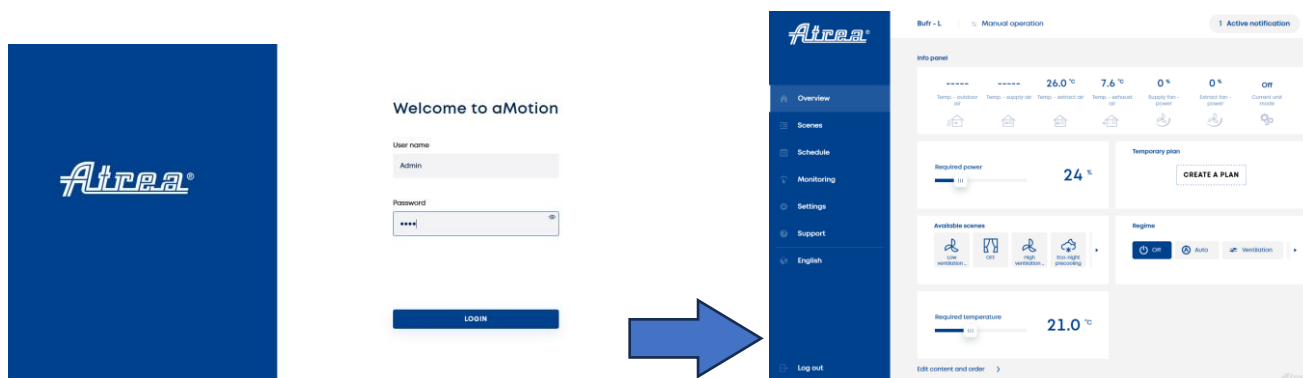 Atrea®
Welcome to aMotion
User name
Admin
Password
••••
LOGIN
Atrea®
Overview
Scenes
Schedule
Monitoring
Settings
Support
English
Log out
Bufr - L
Manual operation
1 Active notification
Info panel
----- ----- 26.0 °C 7.6 °C 0 % 0 % Off
Temp. - outdoor air
Temp. - supply air
Temp. - extract air
Temp. - exhaust air
Supply fan - power
Extract fan - power
Current unit mode
Required power
24 %
Temporary plan
CREATE A PLAN
Available scenes
Low ventilation ..
Off
High ventilation ..
Eco-night precooling
Regime
Off
Auto
Ventilation
Required temperature
21.0 °C
Edit content and order